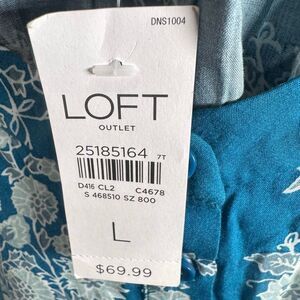 DNS1004
LOFT
OUTLET
25185164 7T
D416 CL2 C4678
S 468510 SZ 800
L
$69.99